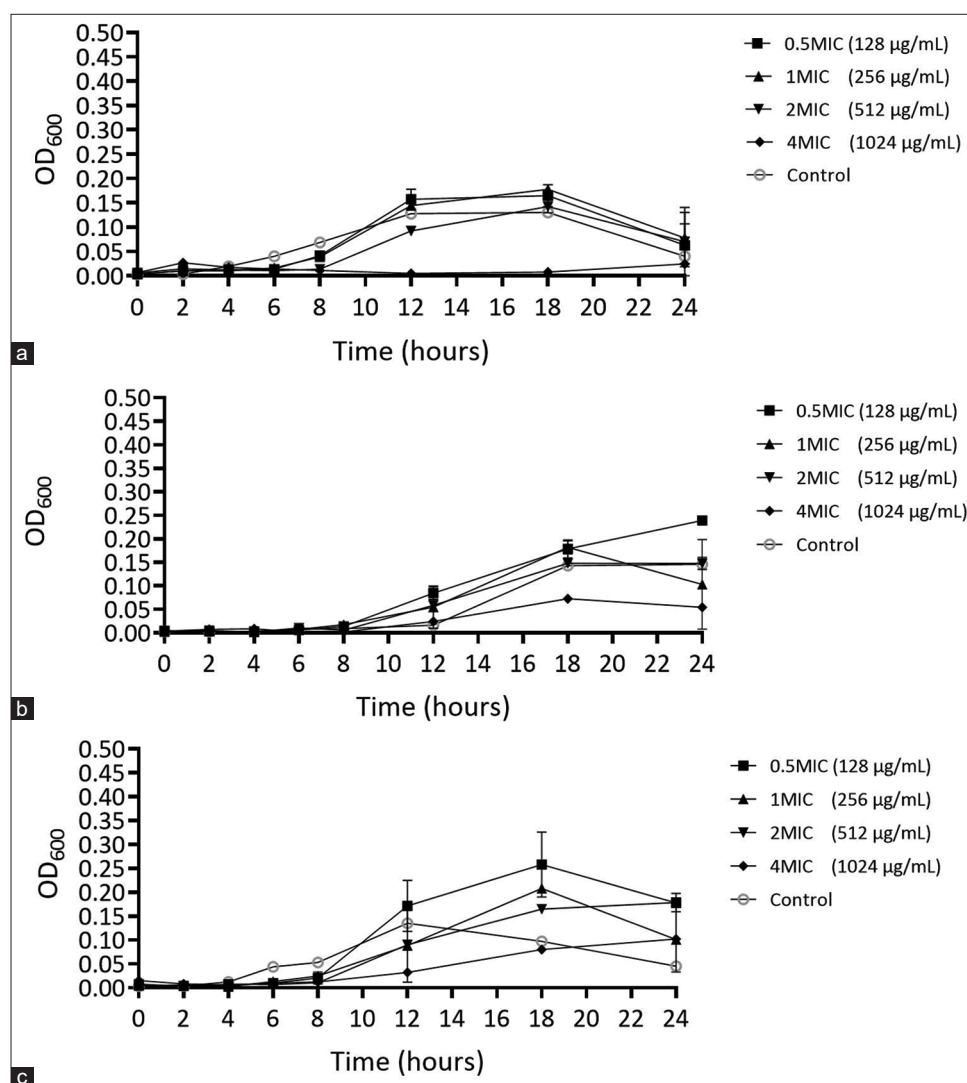 0.50
0.45
0.40
0.35
0.30
0.25
0.20
0.15
0.10
0.05
0.00
OD600
0 2 4 6 8 10 12 14 16 18 20 22 24
Time (hours)
0.5MIC (128 µg/mL)
1MIC (256 µg/mL)
2MIC (512 µg/mL)
4MIC (1024 µg/mL)
Control
a
0.50
0.45
0.40
0.35
0.30
0.25
0.20
0.15
0.10
0.05
0.00
OD600
0 2 4 6 8 10 12 14 16 18 20 22 24
Time (hours)
0.5MIC (128 µg/mL)
1MIC (256 µg/mL)
2MIC (512 µg/mL)
4MIC (1024 µg/mL)
Control
b
0.50
0.45
0.40
0.35
0.30
0.25
0.20
0.15
0.10
0.05
0.00
OD600
0 2 4 6 8 10 12 14 16 18 20 22 24
Time (hours)
0.5MIC (128 µg/mL)
1MIC (256 µg/mL)
2MIC (512 µg/mL)
4MIC (1024 µg/mL)
Control
c